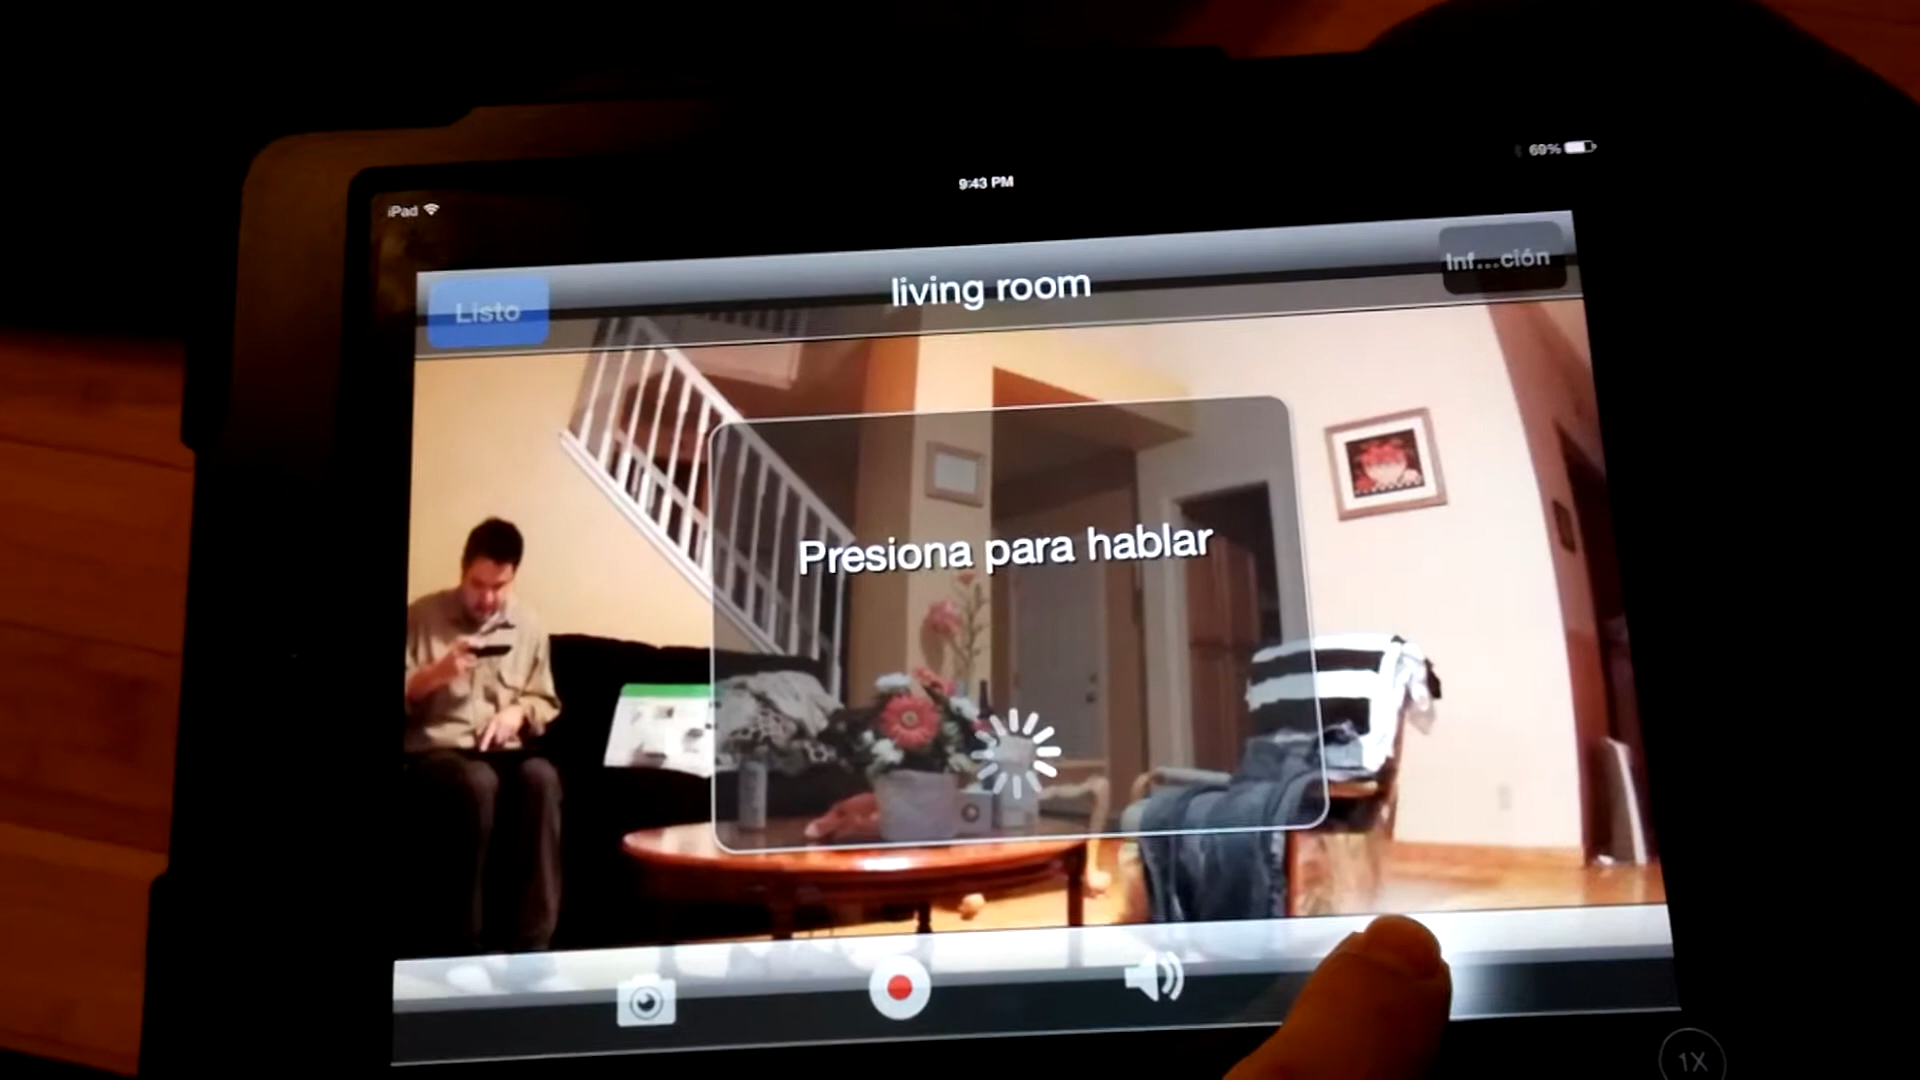 9:43 PM
69%
iPad
living room
Inf...ción
Listo
Presiona para hablar
1X